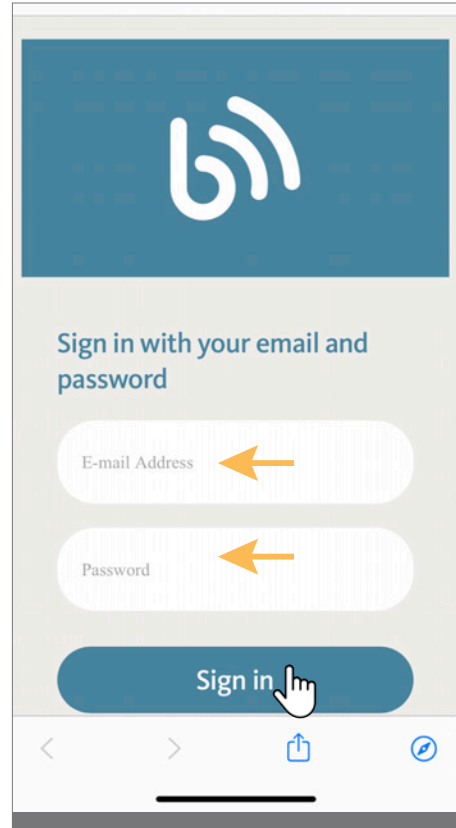 Sign in with your email and
password
E-mail Address
Password
Sign in